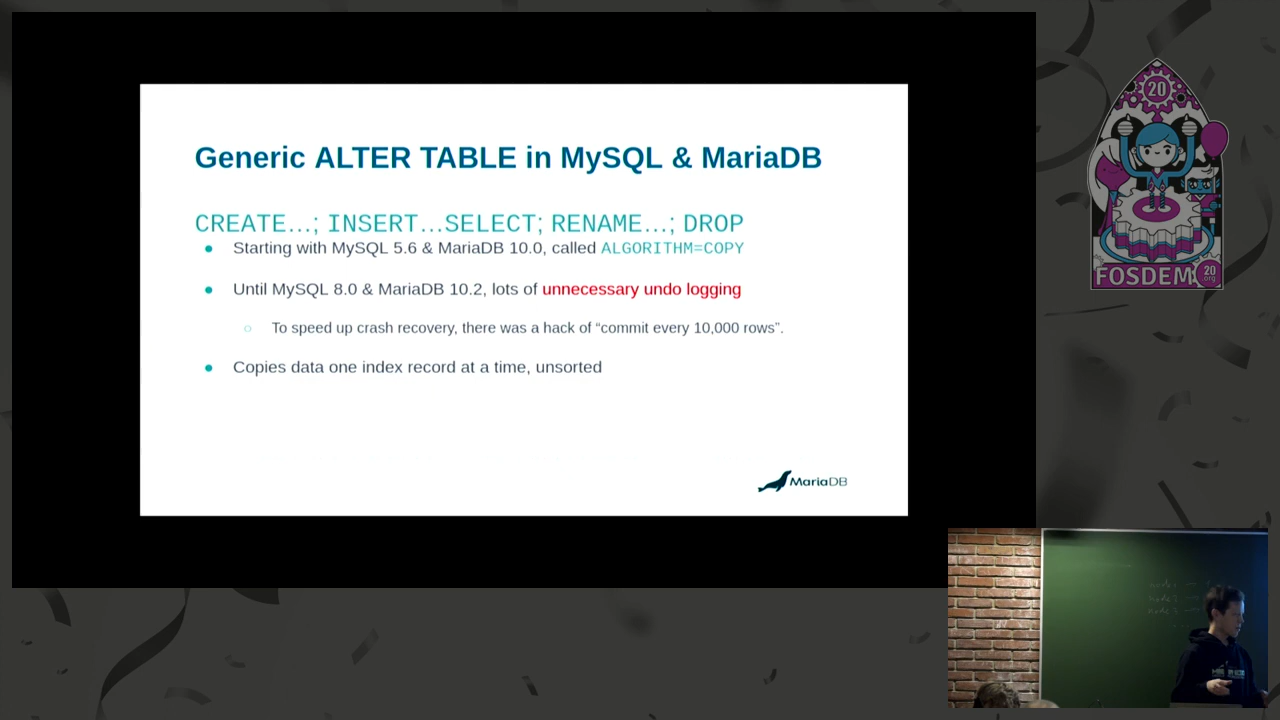 Generic ALTER TABLE in MySQL & MariaDB
CREATE...; INSERT...SELECT; RENAME...; DROP
Starting with MySQL 5.6 & MariaDB 10.0, called ALGORITHM=COPY
Until MySQL 8.0 & MariaDB 10.2, lots of unnecessary undo logging
To speed up crash recovery, there was a hack of “commit every 10,000 rows”.
Copies data one index record at a time, unsorted
MariaDB
20
FOSDEM
20
org